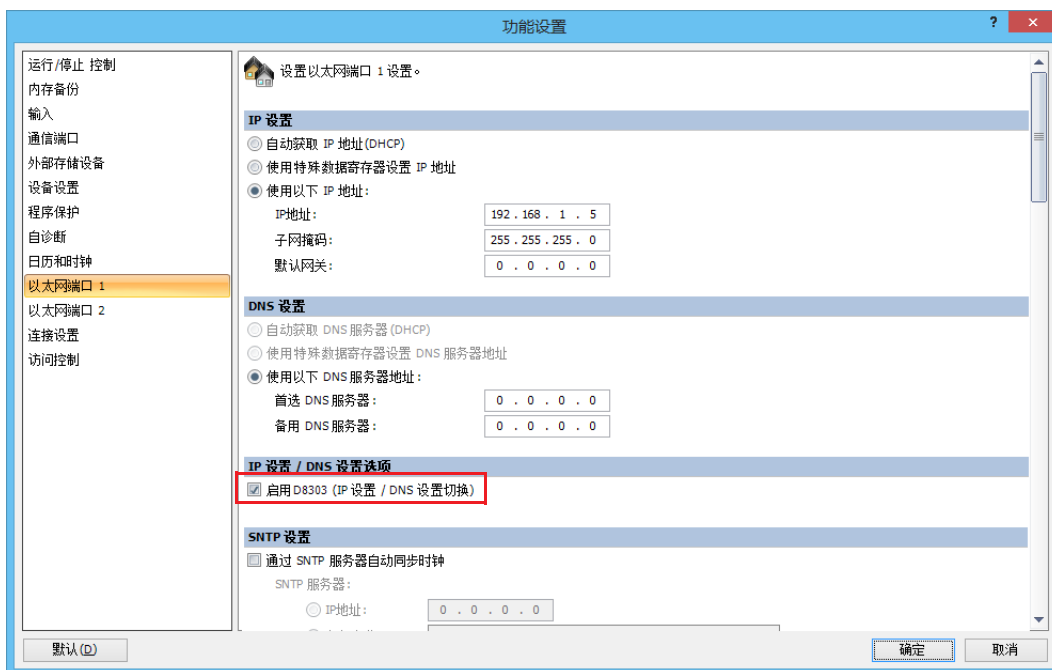 功能设置
?
×
运行/停止 控制
内存备份
输入
通信端口
外部存储设备
设备设置
程序保护
自诊断
日历和时钟
以太网端口 1
以太网端口 2
连接设置
访问控制
设置以太网端口 1 设置。
IP 设置
自动获取 IP 地址(DHCP)
使用特殊数据寄存器设置 IP 地址
使用以下 IP 地址:
IP地址: 192 . 168 . 1 . 5
子网掩码: 255 . 255 . 255 . 0
默认网关: 0 . 0 . 0 . 0
DNS 设置
自动获取 DNS 服务器(DHCP)
使用特殊数据寄存器设置 DNS 服务器地址
使用以下 DNS 服务器地址:
首选 DNS 服务器: 0 . 0 . 0 . 0
备用 DNS 服务器: 0 . 0 . 0 . 0
IP 设置 / DNS 设置选项
启用 D8303 (IP 设置 / DNS 设置切换)
SNTP 设置
通过 SNTP 服务器自动同步时钟
SNTP 服务器:
IP地址: 0 . 0 . 0 . 0
默认(D)
确定
取消